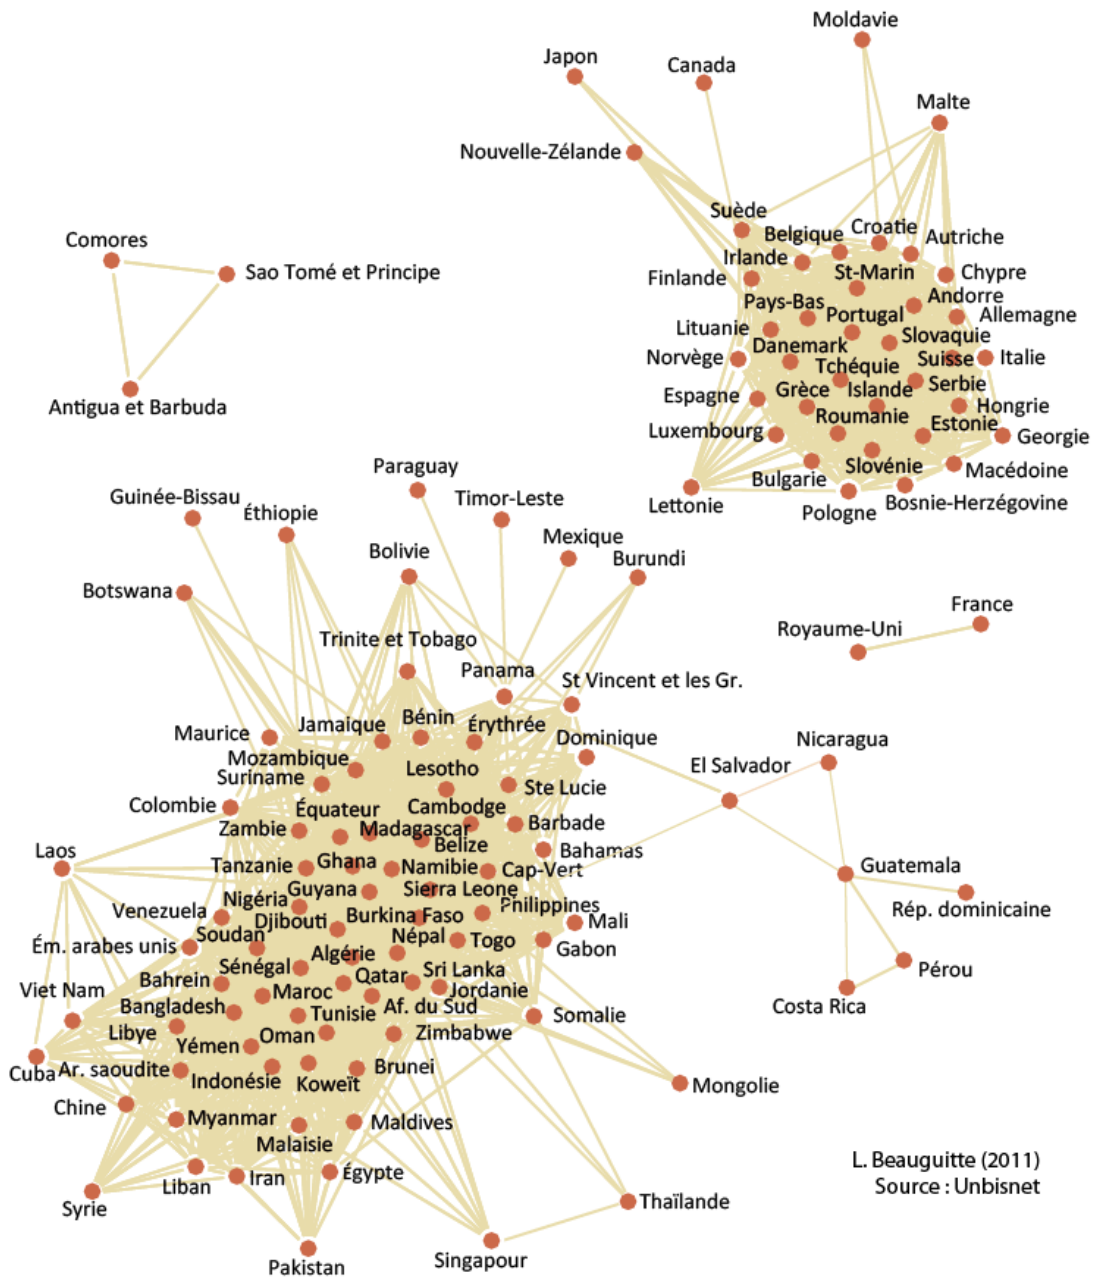 Moldavie
Japon
Canada
Malte
Nouvelle-Zélande
Suède
Belgique
Croatie
Autriche
Comores
Sao Tomé et Principe
Irlande
Finlande
St-Marin
Chypre
Pays-Bas
Andorre
Portugal
Allemagne
Lituanie
Slovaquie
Danemark
Norvège
Suisse
Italie
Tchéquie
Antigua et Barbuda
Espagne
Grèce
Islande
Serbie
Roumanie
Hongrie
Estonie
Luxembourg
Georgie
Slovénie
Bulgarie
Macédoine
Lettonie
Pologne
Bosnie-Herzégovine
Paraguay
Guinée-Bissau
Timor-Leste
Éthiopie
Mexique
Bolivie
Burundi
Botswana
France
Royaume-Uni
Trinite et Tobago
Panama
St Vincent et les Gr.
Maurice
Jamaique
Bénin
Érythrée
Dominique
Nicaragua
Mozambique
Lesotho
El Salvador
Suriname
Ste Lucie
Colombie
Équateur
Cambodge
Zambie
Madagascar
Barbade
Belize
Laos
Bahamas
Tanzanie
Ghana
Namibie
Cap-Vert
Guatemala
Guyana
Sierra Leone
Nigéria
Philippines
Rép. dominicaine
Venezuela
Djibouti
Burkina Faso
Mali
Ém. arabes unis
Soudan
Népal
Togo
Gabon
Algérie
Sénégal
Qatar
Sri Lanka
Pérou
Bahrein
Viet Nam
Maroc
Jordanie
Costa Rica
Bangladesh
Tunisie
Af. du Sud
Somalie
Libye
Oman
Zimbabwe
Yémen
Cuba
Ar. saoudite
Indonésie
Koweït
Brunei
Mongolie
Chine
Myanmar
Maldives
Malaisie
Liban
Iran
Égypte
Syrie
Thaïlande
Singapour
Pakistan
L. Beauguitte (2011)
Source : Unbisnet